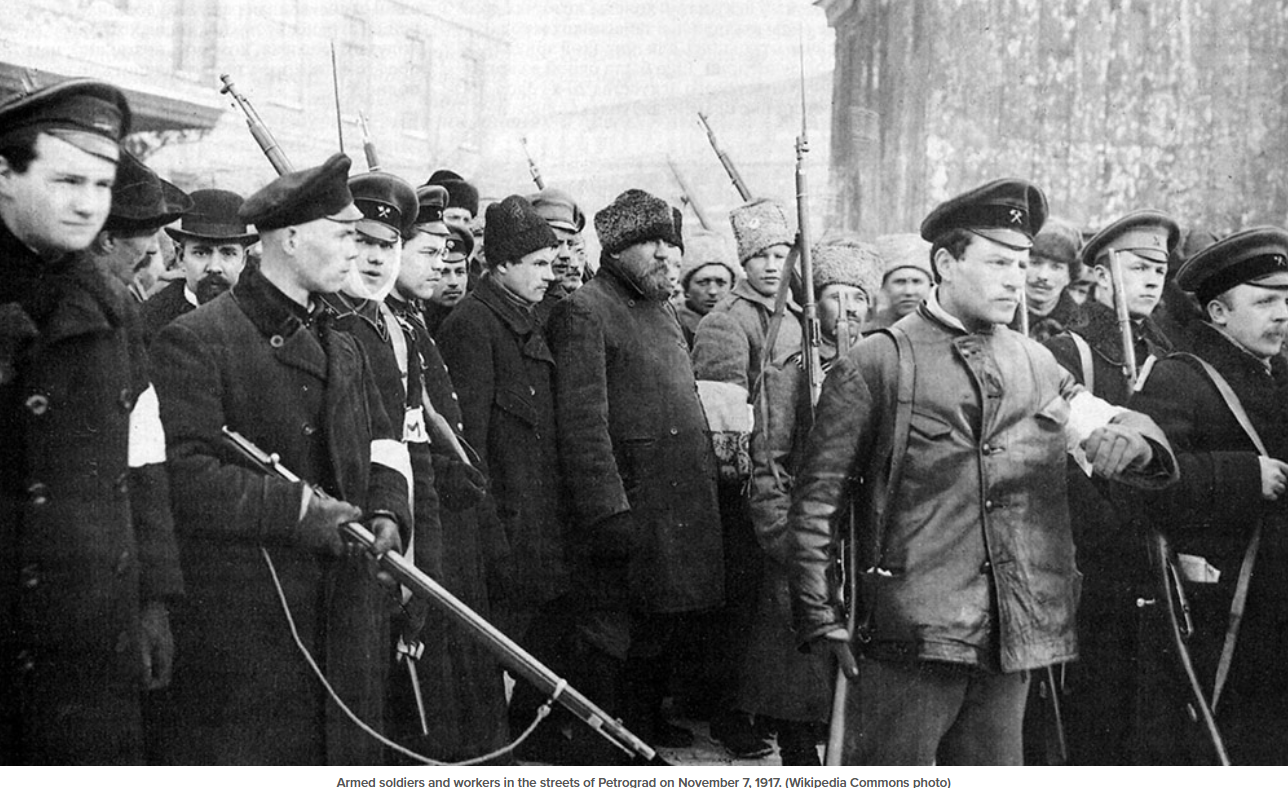 M
Armed soldiers and workers in the streets of Petrograd on November 7, 1917. (Wikipedia Commons photo)